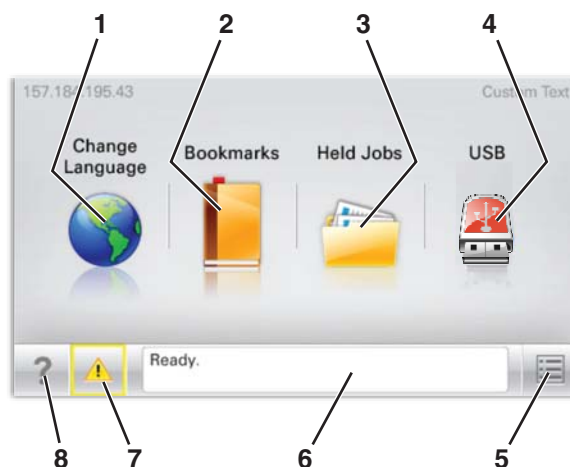 1 2 3 4
157.184.195.43 Custom Text
Change
Language
Bookmarks
Held Jobs
USB
?
!
Ready.
8 7 6 5